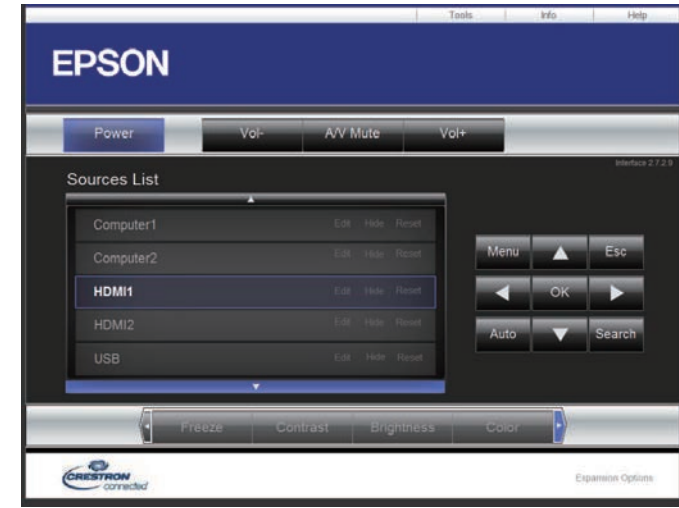 Tools Info Help
EPSON
Power Vol- A/V Mute Vol+
Interface 2.7.2.9
Sources List
Computer1 Edit Hide Reset
Computer2 Edit Hide Reset
HDMI1 Edit Hide Reset
HDMI2 Edit Hide Reset
USB Edit Hide Reset
Menu Esc
OK
Auto Search
Freeze Contrast Brightness Color
CRESTRON
connected
Expansion Options